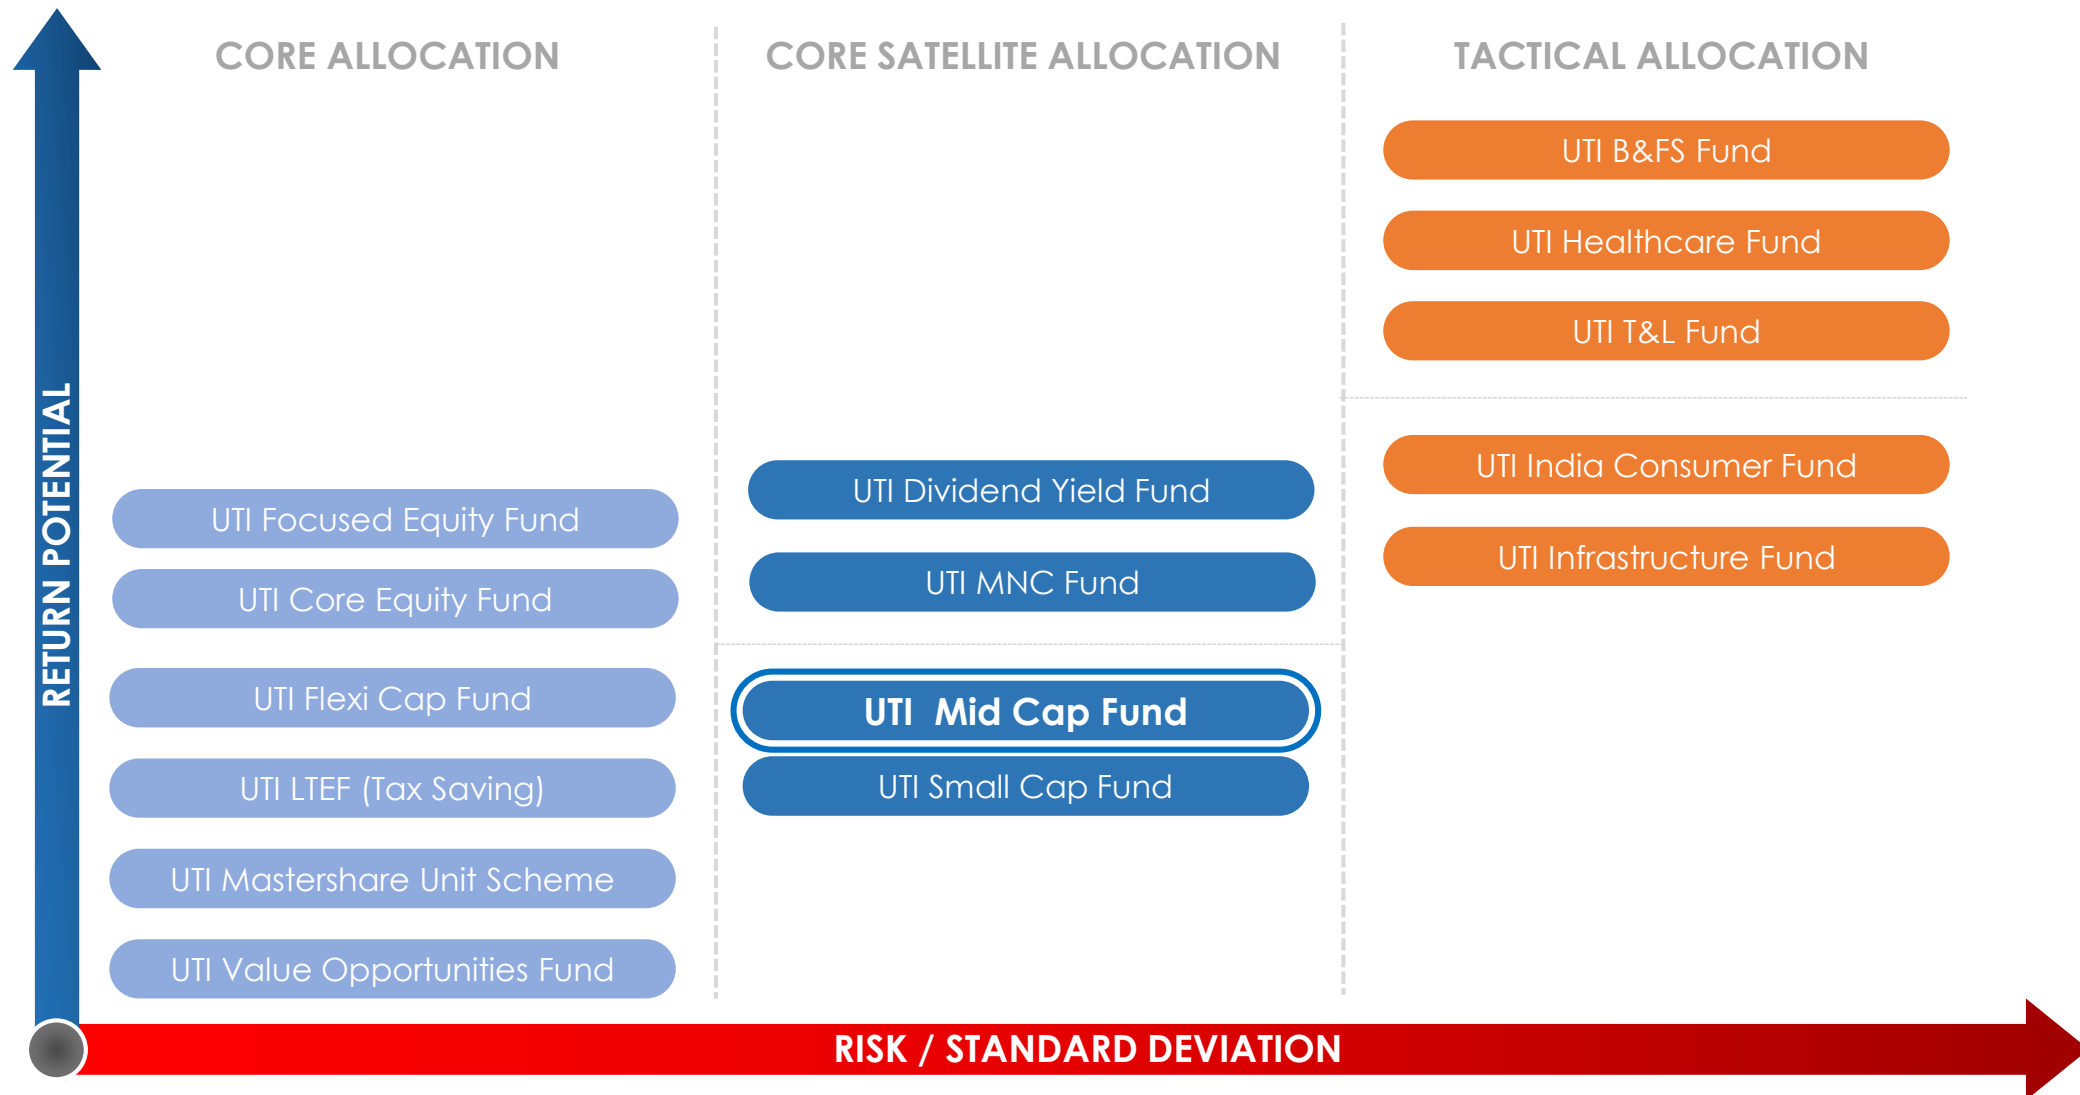 CORE ALLOCATION
CORE SATELLITE ALLOCATION
TACTICAL ALLOCATION
RETURN POTENTIAL
UTI Focused Equity Fund
UTI Core Equity Fund
UTI Flexi Cap Fund
UTI LTEF (Tax Saving)
UTI Mastershare Unit Scheme
UTI Value Opportunities Fund
UTI Dividend Yield Fund
UTI MNC Fund
UTI Mid Cap Fund
UTI Small Cap Fund
UTI B&FS Fund
UTI Healthcare Fund
UTI T&L Fund
UTI India Consumer Fund
UTI Infrastructure Fund
RISK / STANDARD DEVIATION